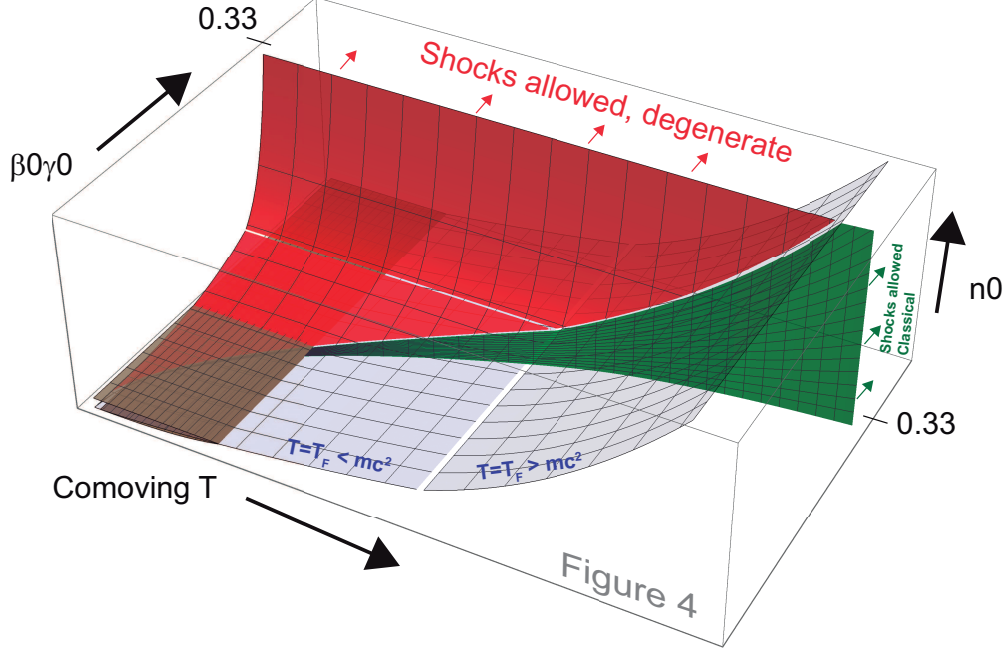 0.33
Shocks allowed, degenerate
β0γ0
n0
Shocks allowed
Classical
0.33
T=T_F < mc²
T=T_F > mc²
Comoving T
Figure 4